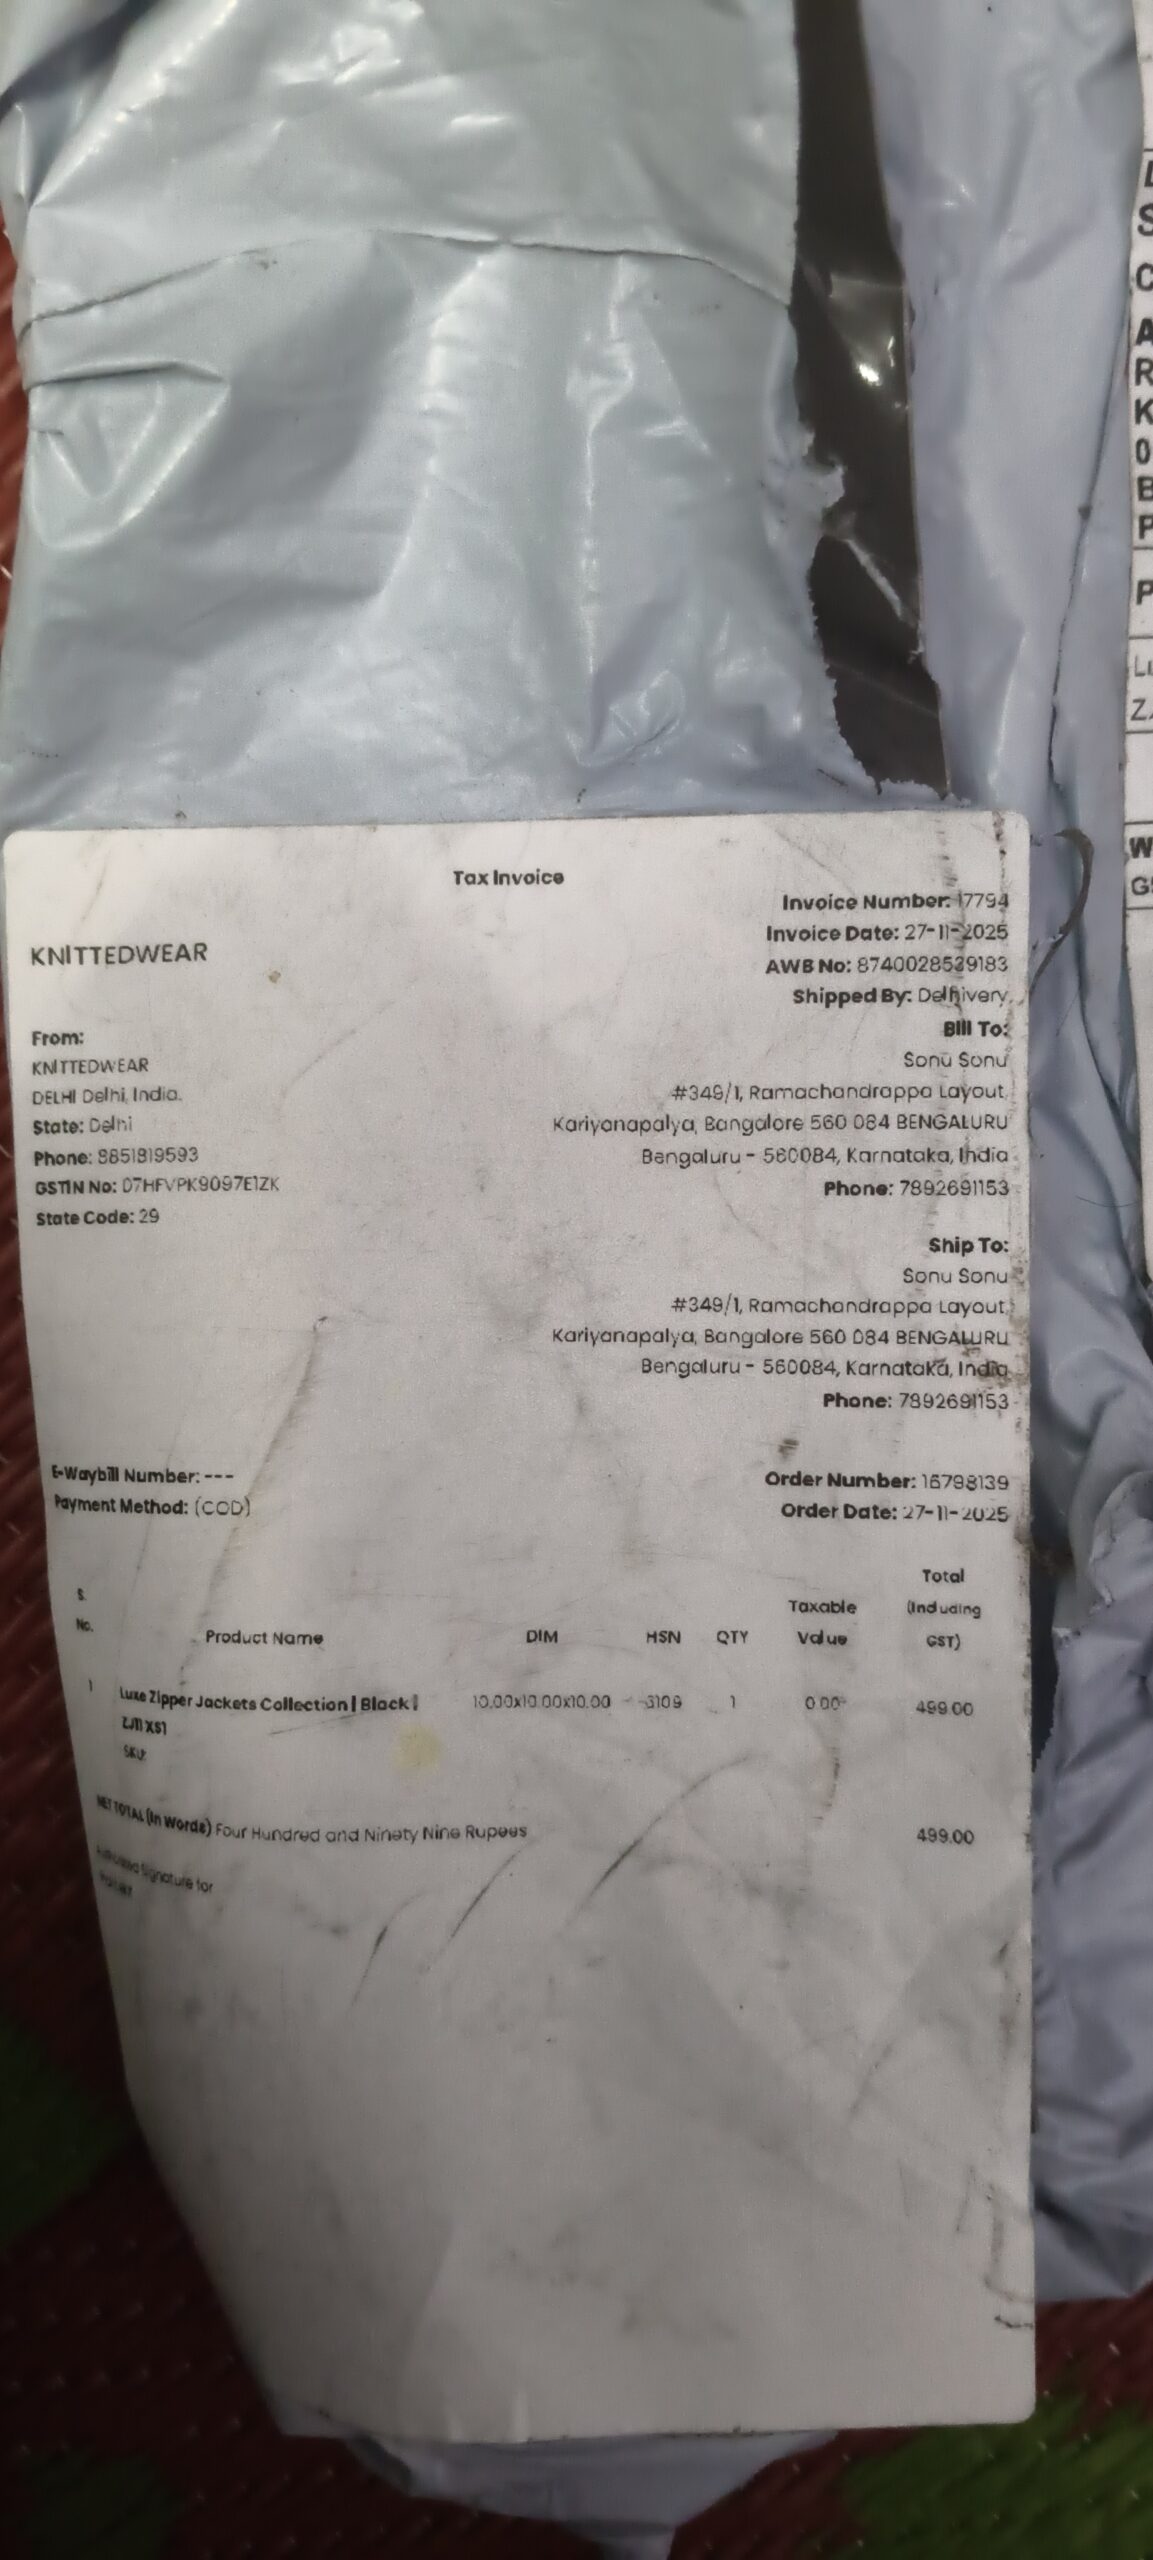 Tax Invoice
Invoice Number: 17794
Invoice Date: 27-11-2025
AWB No: 8740028539183
Shipped By: Delhivery
KNITTEDWEAR
From:
KNITTEDWEAR
DELHI Delhi, India.
State: Delhi
Phone: 8851819593
GSTIN No: 07HFVPK9097E1ZK
State Code: 29
Bill To:
Sonu Sonu
#349/1, Ramachandrappa Layout,
Kariyanapalya, Bangalore 560 084 BENGALURU
Bengaluru - 560084, Karnataka, India
Phone: 7892691153
Ship To:
Sonu Sonu
#349/1, Ramachandrappa Layout,
Kariyanapalya, Bangalore 560 084 BENGALURU
Bengaluru - 560084, Karnataka, India
Phone: 7892691153
E-Waybill Number: ---
Payment Method: (COD)
Order Number: 16798139
Order Date: 27-11-2025
S. No. Product Name DIM HSN QTY Taxable Value Total (Including GST)
1 Luxe Zipper Jackets Collection | Black | 10.00x10.00x10.00 1 0.00 499.00
SKU:
NET TOTAL (In Words) Four Hundred and Ninety Nine Rupees 499.00
Signature for